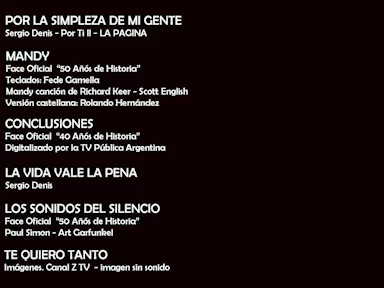 POR LA SIMPLEZA DE MI GENTE
Sergio Denis - Por Ti II - LA PAGINA
MANDY
Face Oficial "50 Añós de Historia"
Teclados: Fede Gamella
Mandy canción de Richard Keer - Scott English
Versión castellana: Rolando Hernández
CONCLUSIONES
Face Oficial "40 Añós de Historia"
Digitalizado por la TV Pública Argentina
LA VIDA VALE LA PENA
Sergio Denis
LOS SONIDOS DEL SILENCIO
Face Oficial "50 Añós de Historia"
Paul Simon - Art Garfunkel
TE QUIERO TANTO
Imágenes. Canal Z TV - imagen sin sonido